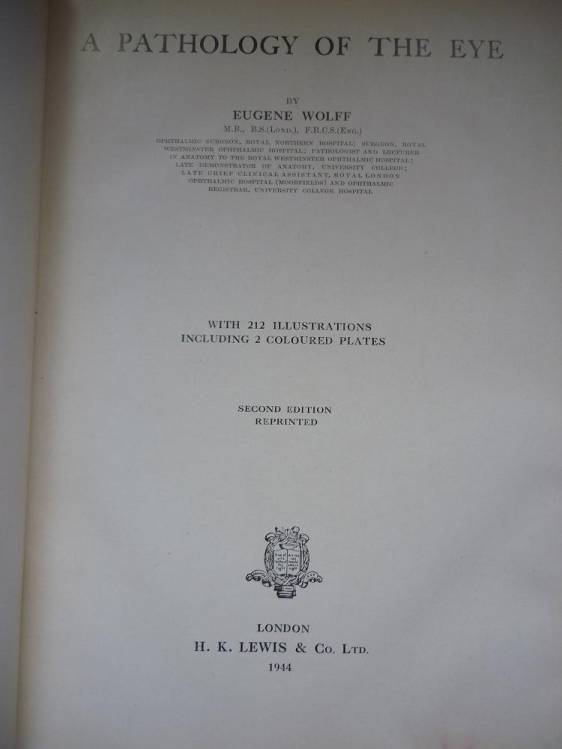 A PATHOLOGY OF THE EYE
BY
EUGENE WOLFF
M.B., B.S.(Lond.), F.R.C.S.(Eng.)
OPHTHALMIC SURGEON, ROYAL NORTHERN HOSPITAL; SURGEON, ROYAL
WESTMINSTER OPHTHALMIC HOSPITAL; PATHOLOGIST AND LECTURER
IN ANATOMY TO THE ROYAL WESTMINSTER OPHTHALMIC HOSPITAL;
LATE DEMONSTRATOR OF ANATOMY, UNIVERSITY COLLEGE;
LATE CHIEF CLINICAL ASSISTANT, ROYAL LONDON
OPHTHALMIC HOSPITAL (MOORFIELDS) AND OPHTHALMIC
REGISTRAR, UNIVERSITY COLLEGE HOSPITAL
WITH 212 ILLUSTRATIONS
INCLUDING 2 COLOURED PLATES
SECOND EDITION
REPRINTED
LONDON
H. K. LEWIS & Co. Ltd.
1944